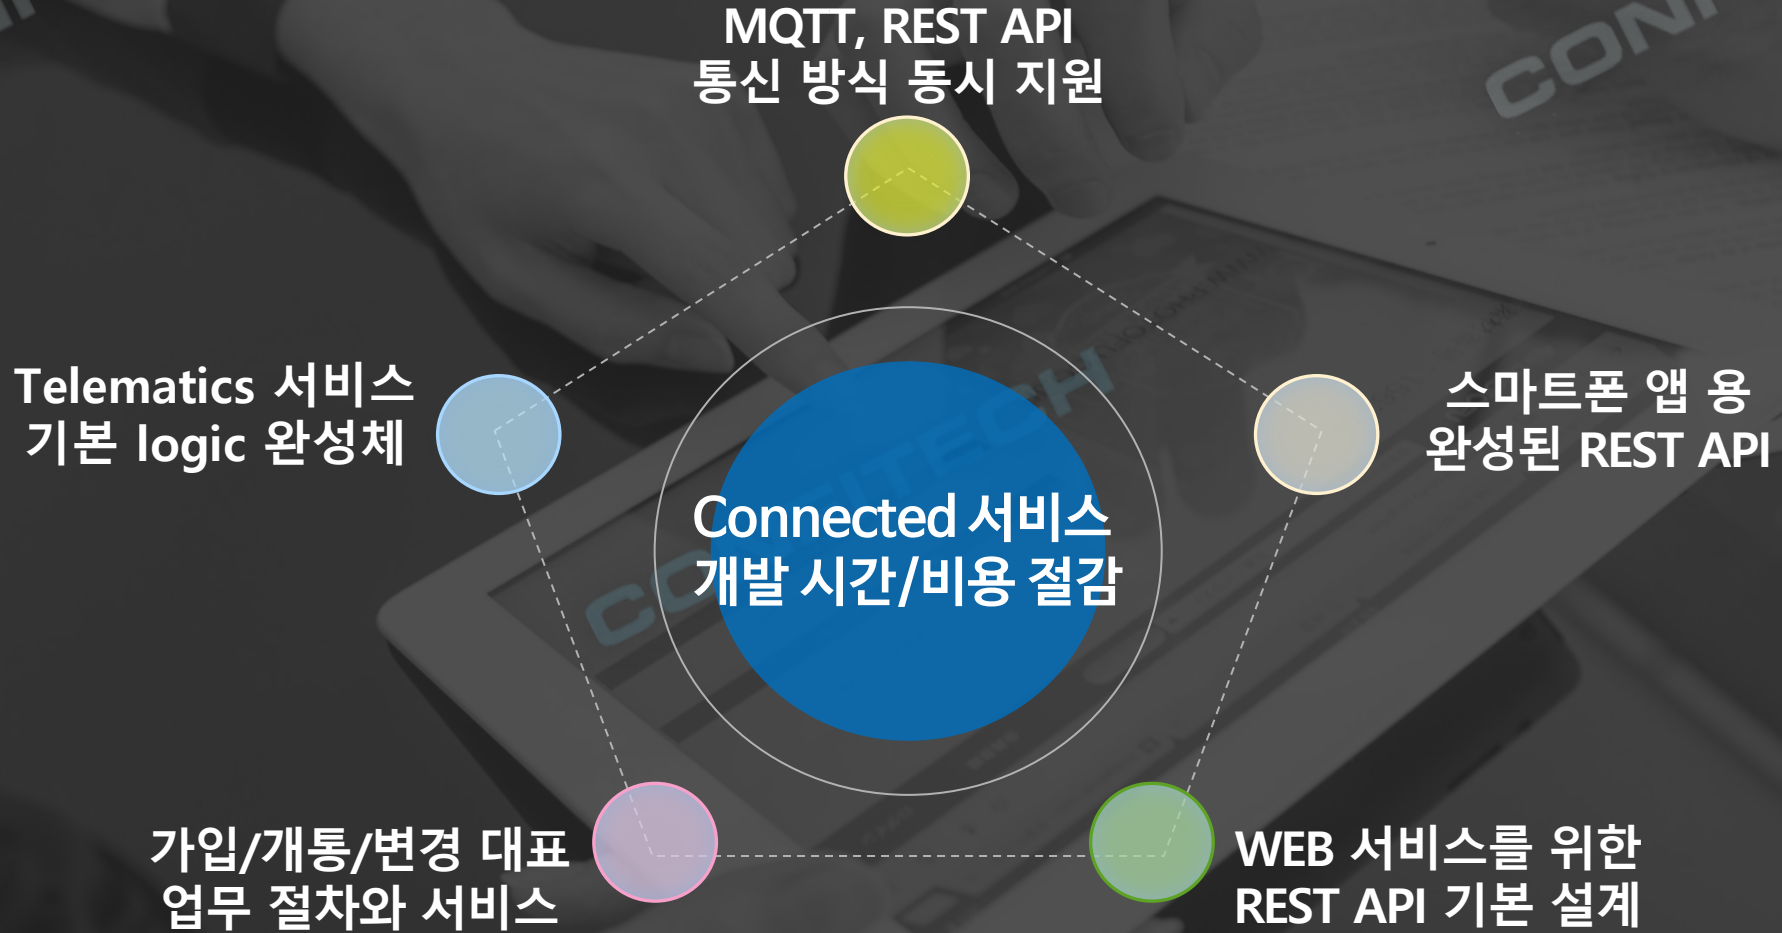 MQTT, REST API
통신 방식 동시 지원
Telematics 서비스
기본 logic 완성체
스마트폰 앱 용
완성된 REST API
Connected 서비스
개발 시간/비용 절감
CONFITECH
가입/개통/변경 대표
업무 절차와 서비스
WEB 서비스를 위한
REST API 기본 설계